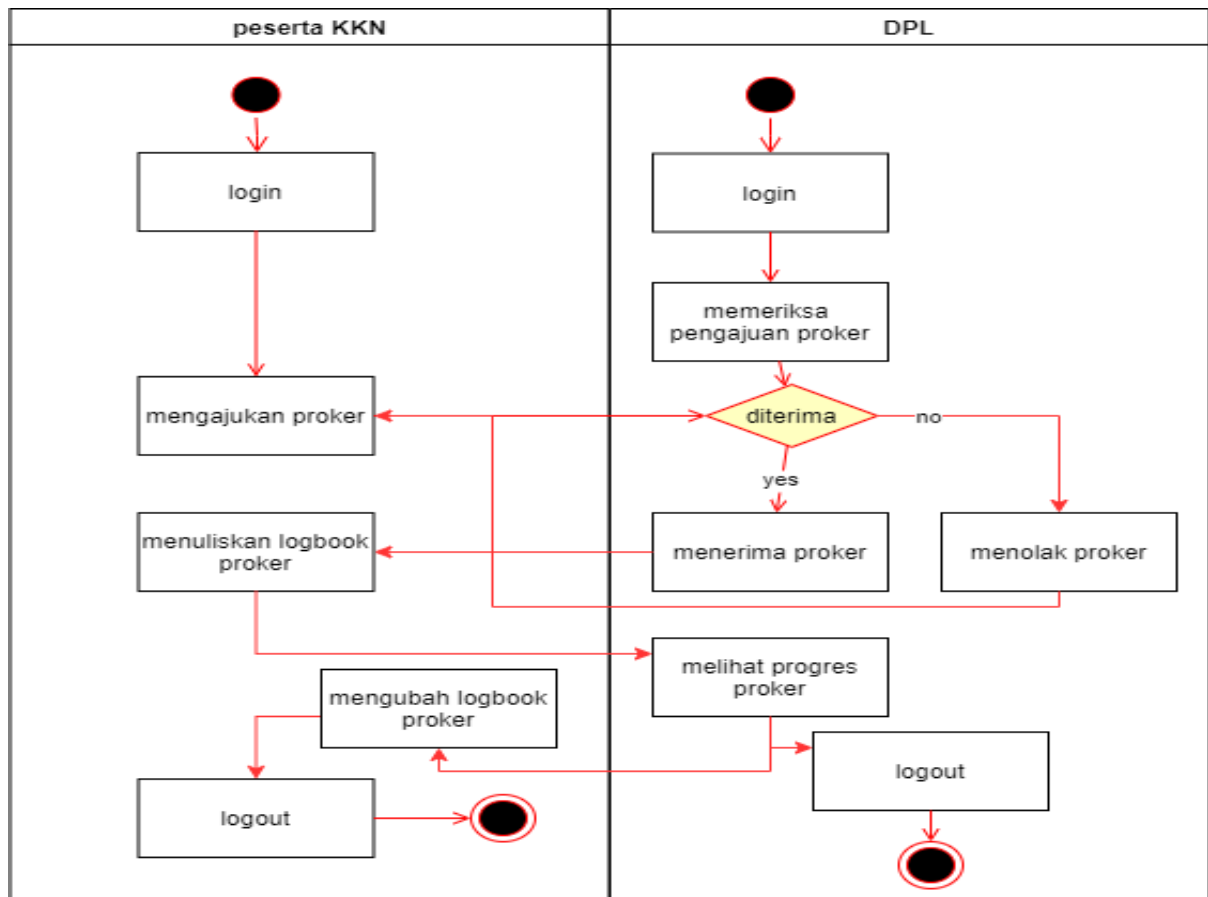 peserta KKN
DPL
login
login
memeriksa
pengajuan proker
mengajukan proker
diterima
no
yes
menuliskan logbook
proker
menerima proker
menolak proker
melihat progres
proker
mengubah logbook
proker
logout
logout